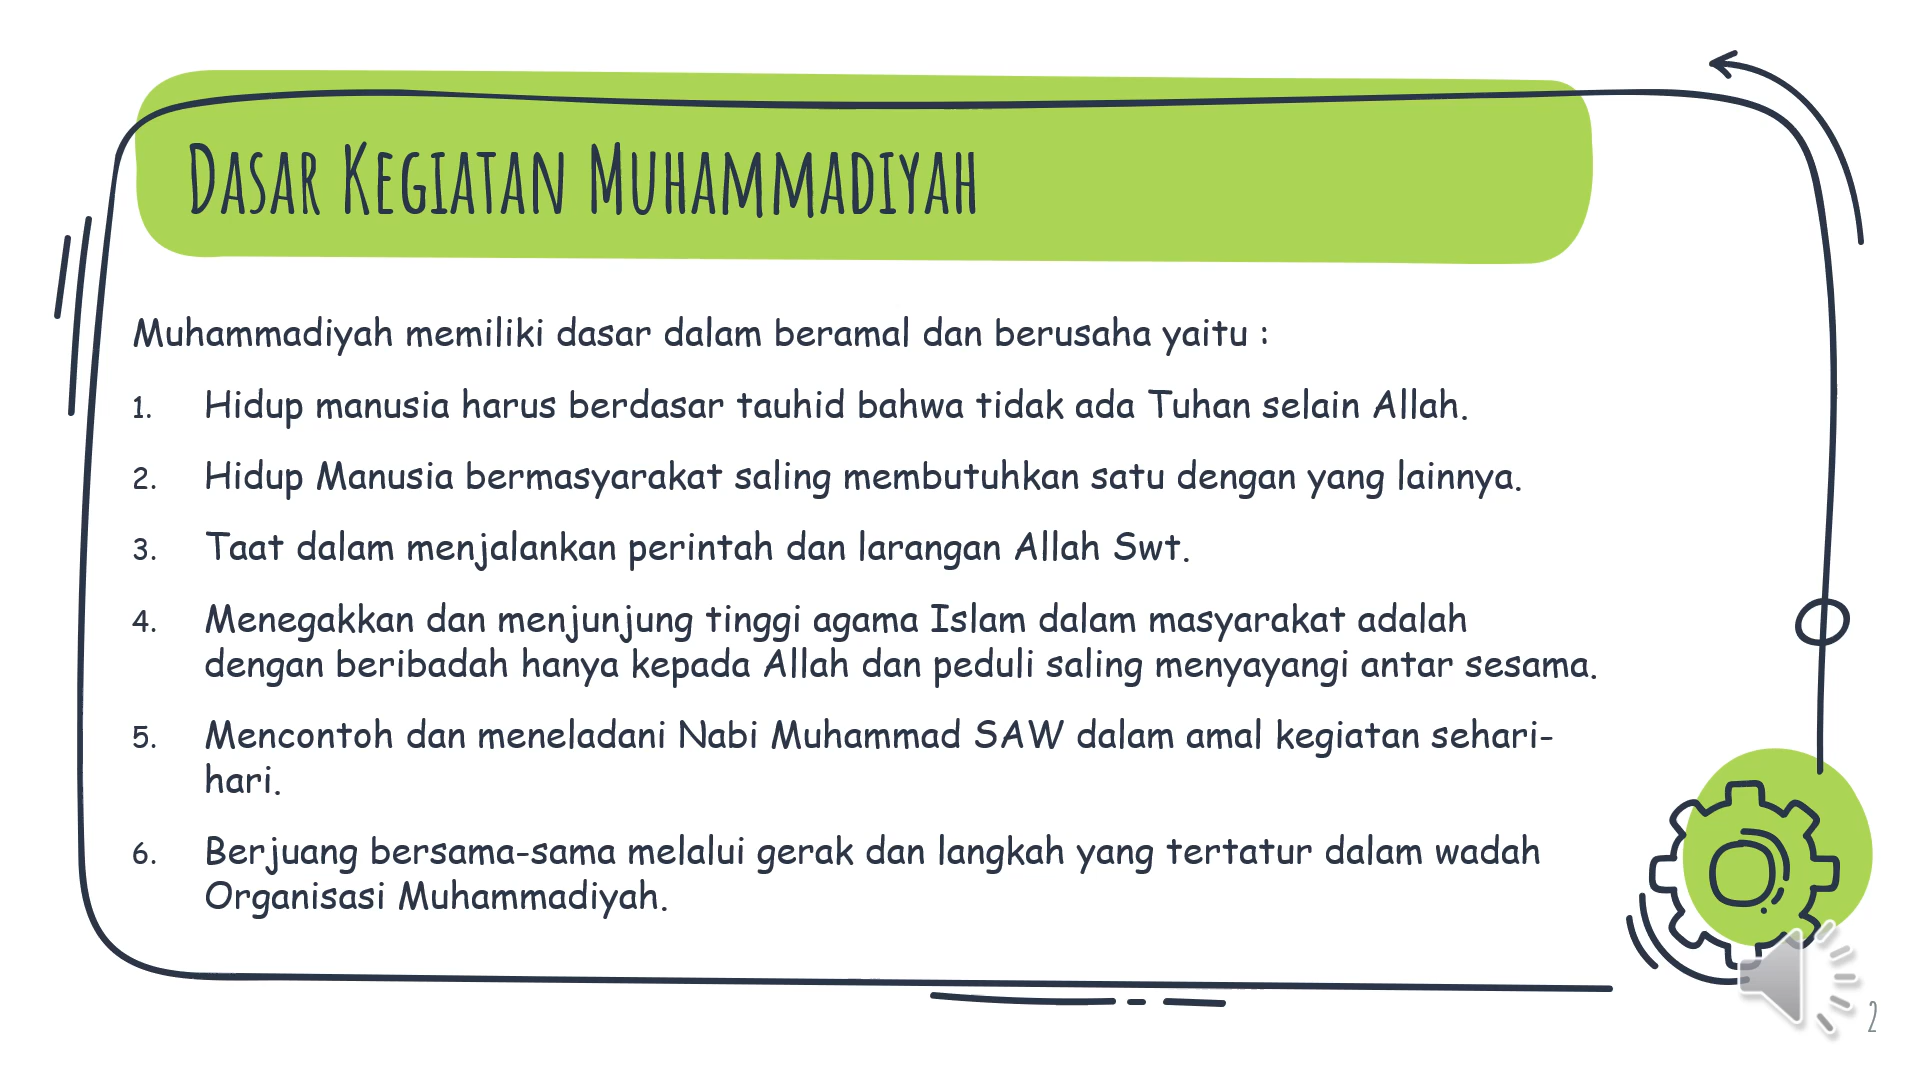 Dasar Kegiatan Muhammadiyah
Muhammadiyah memiliki dasar dalam beramal dan berusaha yaitu :
1. Hidup manusia harus berdasar tauhid bahwa tidak ada Tuhan selain Allah.
2. Hidup Manusia bermasyarakat saling membutuhkan satu dengan yang lainnya.
3. Taat dalam menjalankan perintah dan larangan Allah Swt.
4. Menegakkan dan menjunjung tinggi agama Islam dalam masyarakat adalah
dengan beribadah hanya kepada Allah dan peduli saling menyayangi antar sesama.
5. Mencontoh dan meneladani Nabi Muhammad SAW dalam amal kegiatan sehari-
hari.
6. Berjuang bersama-sama melalui gerak dan langkah yang tertatur dalam wadah
Organisasi Muhammadiyah.
2